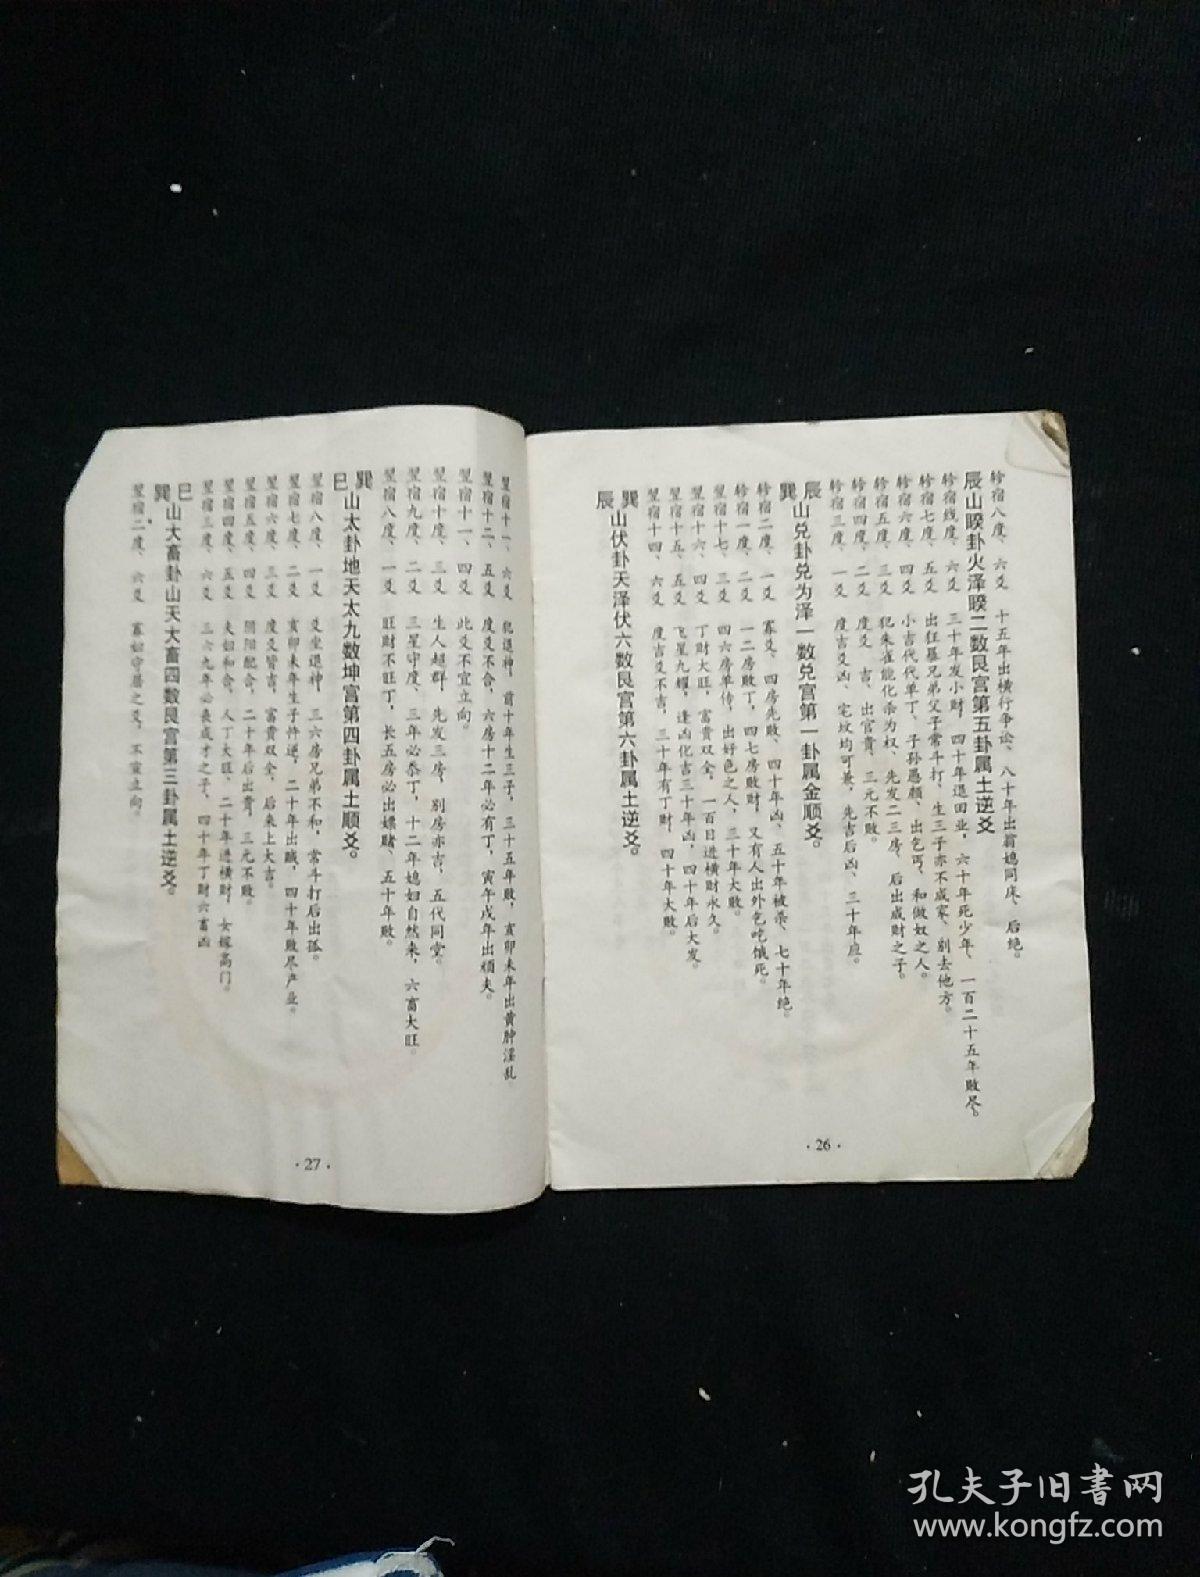 轸宿八度、六爻 十五年出横行争讼、八十年出翁媳同床、后绝。
辰山睽卦火泽睽二数艮宫第五卦属土逆爻
轸宿线度、六爻 三十年发小财，四十年退田业，六十年死少年、一百二十五年败尽。
轸宿七度、五爻 出狂羼兄弟父子常斗打、生三子亦不成家、别去他方。
轸宿六度、四爻 小吉代代单丁、子孙愚顽、出乞丐、和做奴之人。
轸宿五度、三爻 犯朱雀能化杀为权、先发二三房、后出成财之子。
轸宿四度、二爻 度爻、吉、出官贵、三元不败。
轸宿三度、一爻 度吉爻凶、宅坟均可兼，先吉后凶、三十年应。
辰巽山兑卦兑为泽一数兑宫第一卦属金顺爻。
轸宿二度、一爻 寡爻、四房先败、四十年凶、五十年被杀、七十年绝。
轸宿一度、二爻 一二房败丁，四七房败财，又有人出外乞吃饿死。
翌宿十七、三爻 四六房单传，出好色之人，三十年大败。
翌宿十六、四爻 丁财大旺，富贵双全，一百日进横财永久。
翌宿十五、五爻 飞星九耀，逢凶化吉三十年凶，四十年后大发。
翌宿十四、六爻 度爻不吉，三十年有丁财，四十年大败。
巽辰山伏卦天泽伏六数艮宫第六卦属土逆爻。
·26·
翌宿十一、六爻 犯退神，前十年生三子，三十五年败，亥卯未年出黄肿淫乱
翌宿十二、五爻 度爻不合，六房十二年必有丁，寅午戌年出横夫。
翌宿十一、四爻 此爻不宜立向。
翌宿十度、三爻 生人超群，先发三房，别房亦吉，五代同堂。
翌宿九度、二爻 三星守度、三年必添丁，十二年媳妇自然来，六畜大旺。
翌宿八度、一爻 旺财不旺丁，长五房必出嫖赌、五十年败。
巽巳山太卦地天太九数坤宫第四卦属土顺爻。
翌宿八度、一爻 爻坐退神，三六房兄弟不和，常斗打后出孤。
翌宿七度、二爻 亥卯未年生子忤逆，二十年出贼，四十年败尽产业。
翌宿六度、三爻 度爻皆吉，富贵双全，后来上大吉。
翌宿五度、四爻 阴阳配合，二十年后出贵，三元不败。
翌宿四度、五爻 夫妇和合，人丁大旺，二十年进横财，女嫁高门。
翌宿三度、六爻 三六九年必丧成才之子，四十年丁财六畜凶
巳巽山大畜卦山天大畜四数艮宫第三卦属土逆爻。
翌宿二度、六爻 寡妇守居之爻，不宜立向。
·27·
孔夫子旧書网
www.kongfz.com